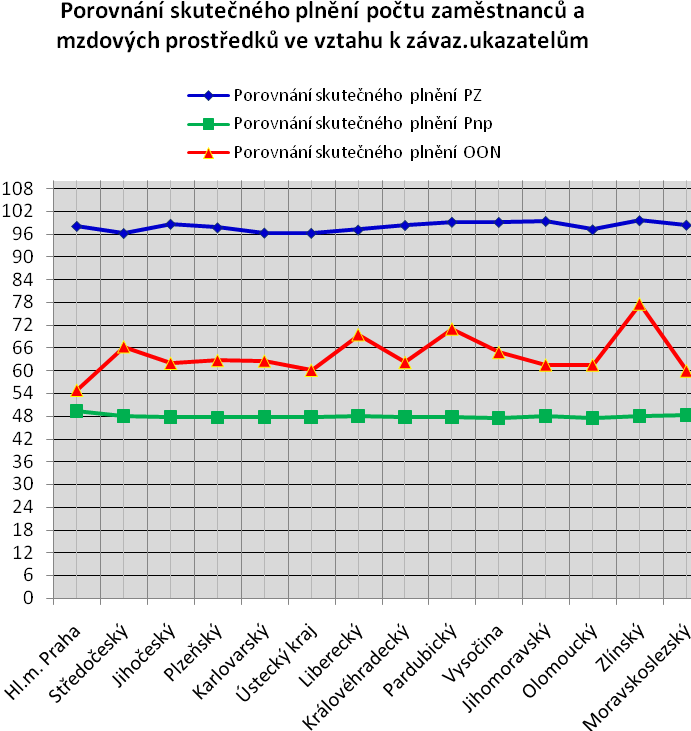 Porovnání skutečného plnění počtu zaměstnanců a
mzdových prostředků ve vztahu k závaz.ukazatelům
Porovnání skutečného plnění PZ
Porovnání skutečného plnění Pnp
Porovnání skutečného plnění OON
108
102
96
90
84
78
72
66
60
54
48
42
36
30
24
18
12
6
0
Hl.m. Praha
Středočeský
Jihočeský
Plzeňský
Karlovarský
Ústecký kraj
Liberecký
Královéhradecký
Pardubický
Vysočina
Jihomoravský
Olomoucký
Zlínský
Moravskoslezský